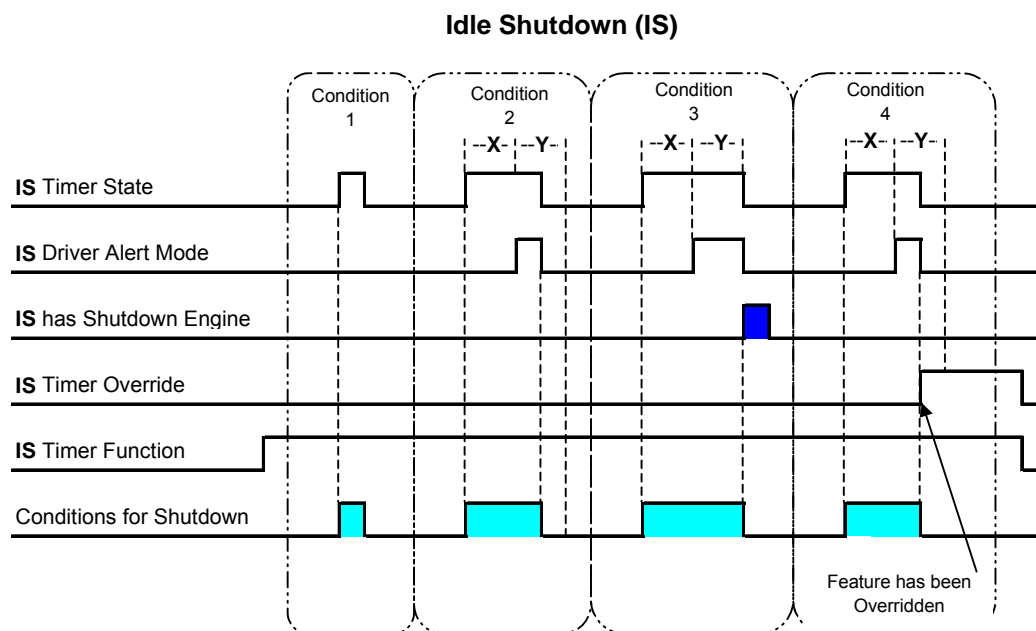 Idle Shutdown (IS)
Condition
1
Condition
2
Condition
3
Condition
4
--X- --Y-
--X- --Y-
--X- --Y-
IS Timer State
IS Driver Alert Mode
IS has Shutdown Engine
IS Timer Override
IS Timer Function
Conditions for Shutdown
Feature has been
Overridden